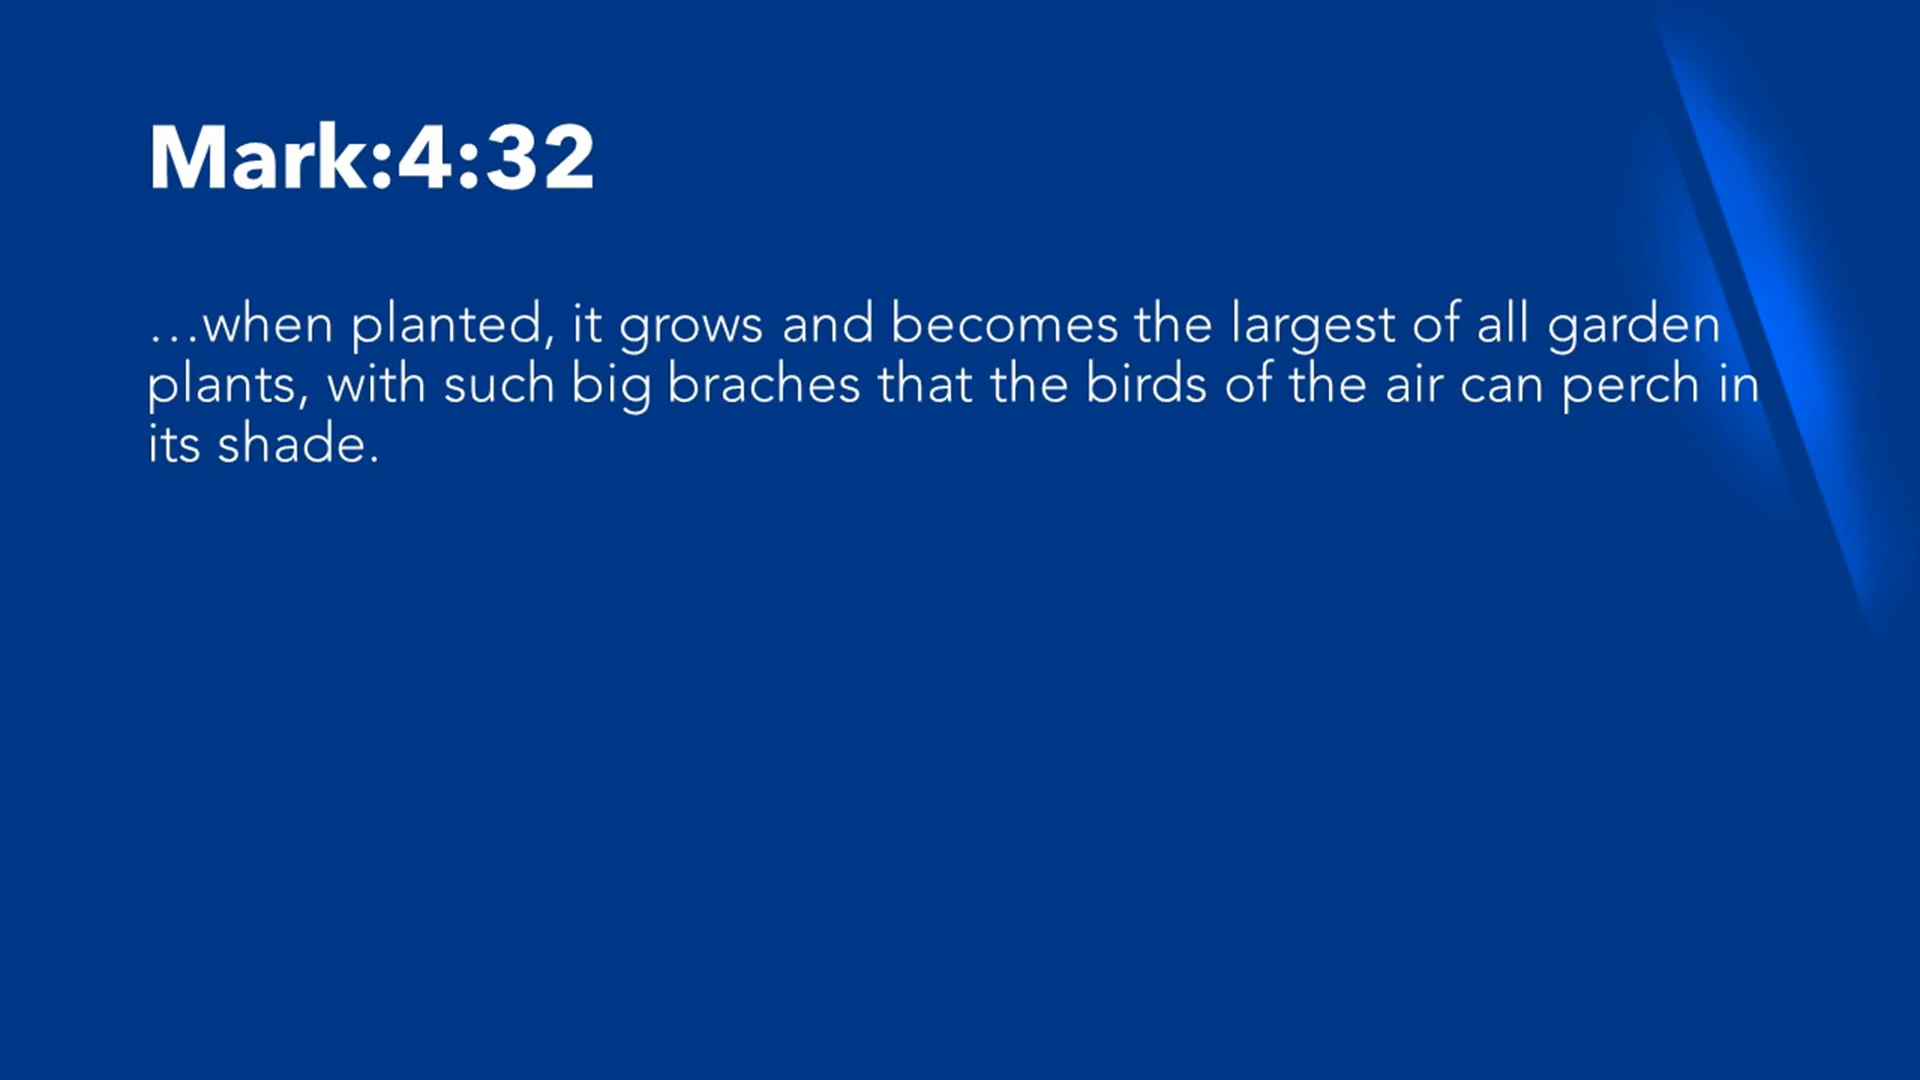 Mark:4:32
…when planted, it grows and becomes the largest of all garden
plants, with such big braches that the birds of the air can perch in
its shade.